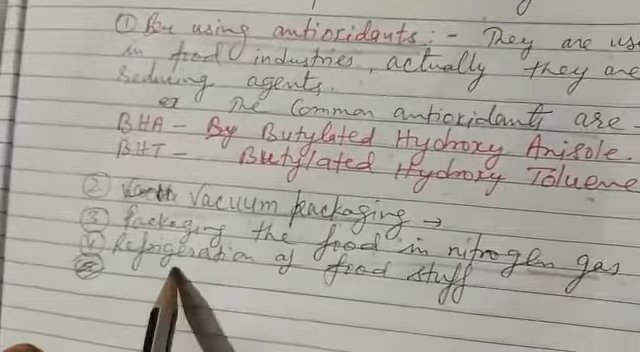 ① By using antioxidants :- They are us
in food industries, actually they are
reducing agents.
The Common antioxidants are -
BHA - Butylated Hydroxy Anisole.
BHT - Butylated Hydroxy Toluene
② Vacuum packaging →
③ Packaging the food in nitrogen gas
④ Refrigeration of food stuff
⑤